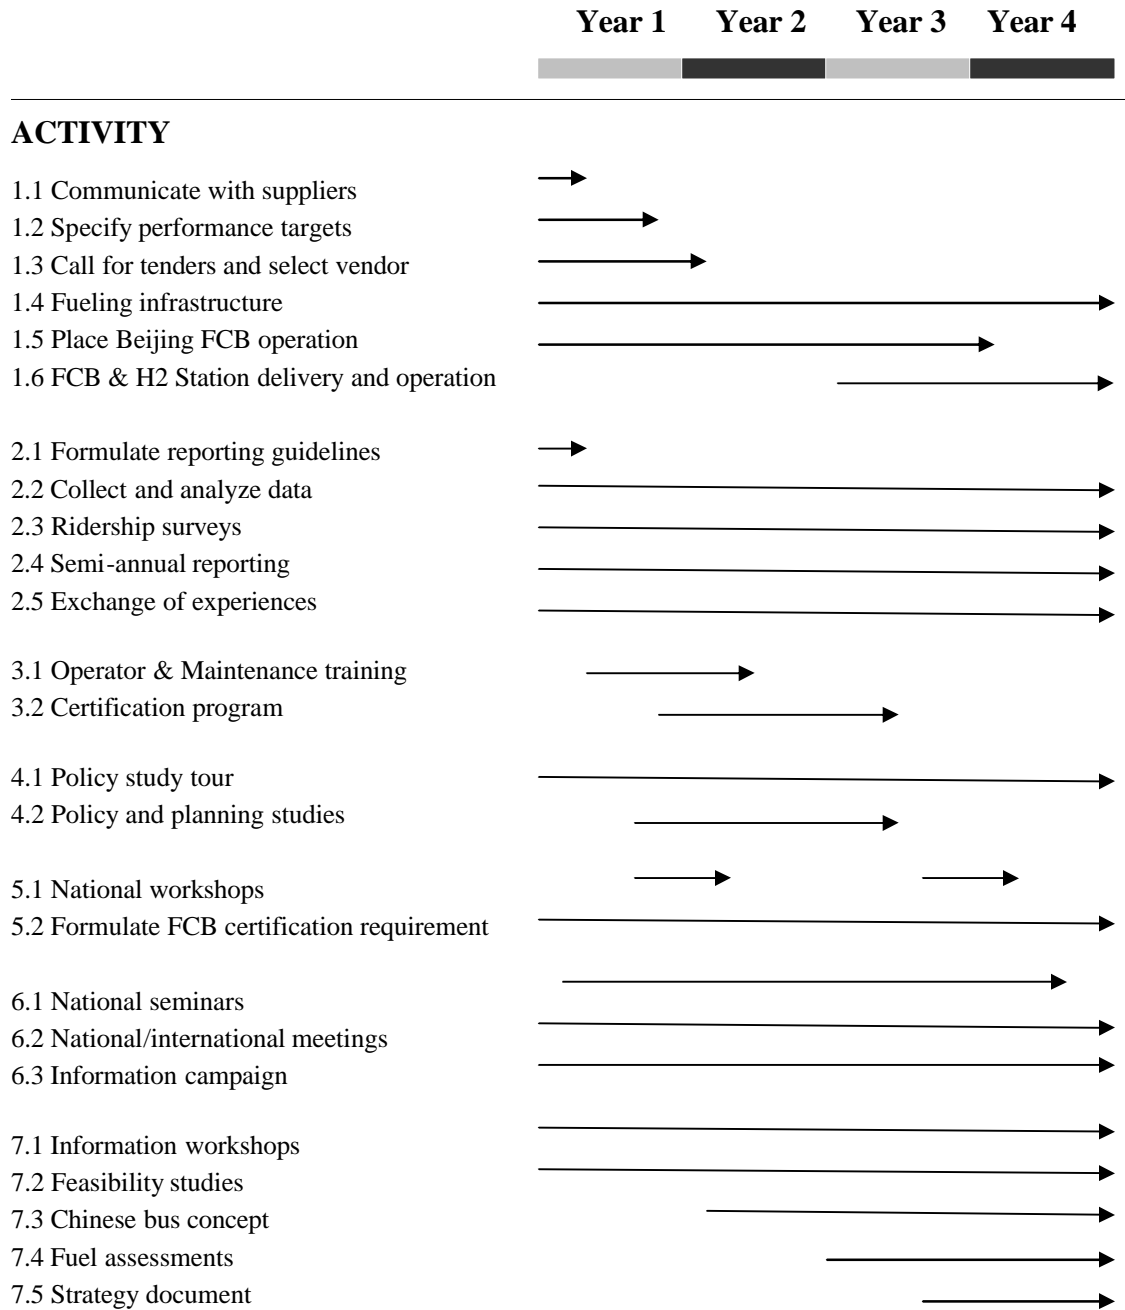 Year 1 Year 2 Year 3 Year 4
ACTIVITY
1.1 Communicate with suppliers
1.2 Specify performance targets
1.3 Call for tenders and select vendor
1.4 Fueling infrastructure
1.5 Place Beijing FCB operation
1.6 FCB & H2 Station delivery and operation
2.1 Formulate reporting guidelines
2.2 Collect and analyze data
2.3 Ridership surveys
2.4 Semi-annual reporting
2.5 Exchange of experiences
3.1 Operator & Maintenance training
3.2 Certification program
4.1 Policy study tour
4.2 Policy and planning studies
5.1 National workshops
5.2 Formulate FCB certification requirement
6.1 National seminars
6.2 National/international meetings
6.3 Information campaign
7.1 Information workshops
7.2 Feasibility studies
7.3 Chinese bus concept
7.4 Fuel assessments
7.5 Strategy document